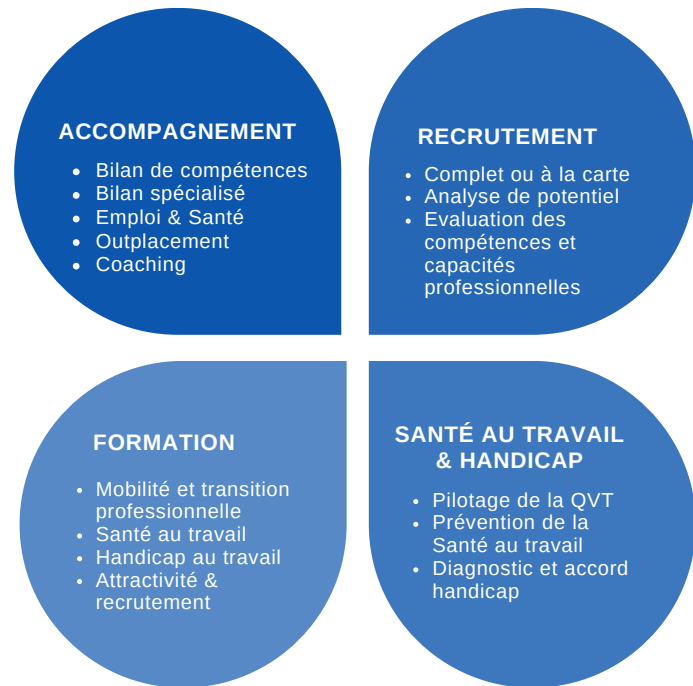 ACCOMPAGNEMENT
• Bilan de compétences
• Bilan spécialisé
• Emploi & Santé
• Outplacement
• Coaching
RECRUTEMENT
• Complet ou à la carte
• Analyse de potentiel
• Evaluation des
compétences et
capacités
professionnelles
FORMATION
• Mobilité et transition
professionnelle
• Santé au travail
• Handicap au travail
• Attractivité &
recrutement
SANTÉ AU TRAVAIL
& HANDICAP
• Pilotage de la QVT
• Prévention de la
Santé au travail
• Diagnostic et accord
handicap